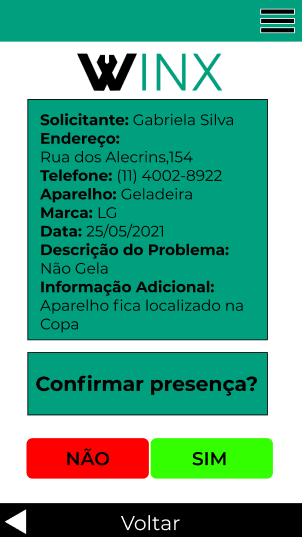 WINX
Solicitante: Gabriela Silva
Endereço:
Rua dos Alecrins,154
Telefone: (11) 4002-8922
Aparelho: Geladeira
Marca: LG
Data: 25/05/2021
Descrição do Problema:
Não Gela
Informação Adicional:
Aparelho fica localizado na
Copa
Confirmar presença?
NÃO
SIM
Voltar